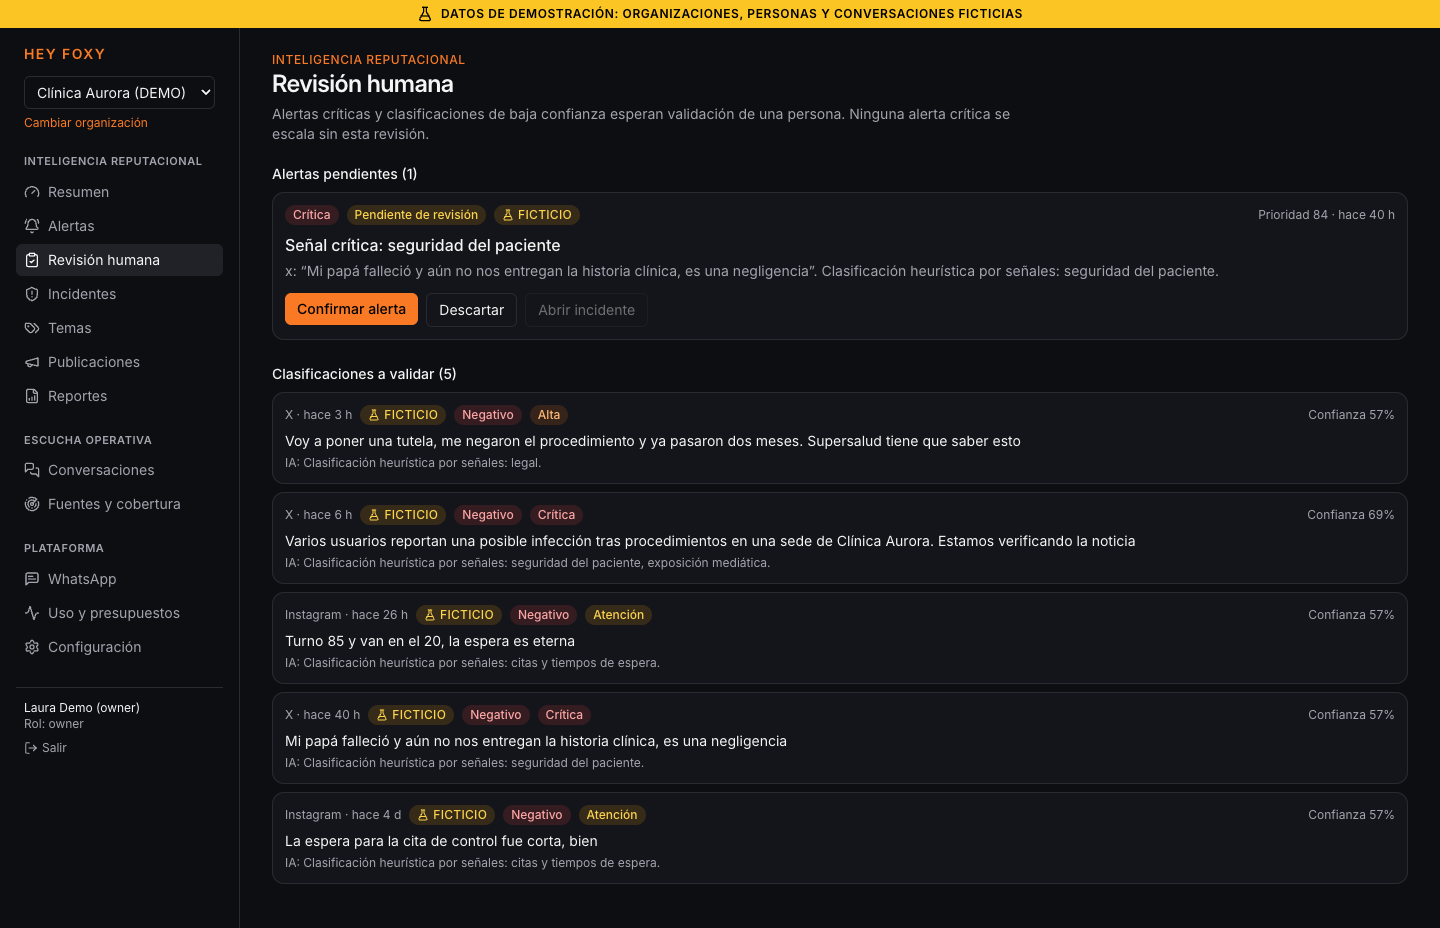 DATOS DE DEMOSTRACIÓN: ORGANIZACIONES, PERSONAS Y CONVERSACIONES FICTICIAS
HEY FOXY
Clínica Aurora (DEMO)
Cambiar organización
INTELIGENCIA REPUTACIONAL
Resumen
Alertas
Revisión humana
Incidentes
Temas
Publicaciones
Reportes
ESCUCHA OPERATIVA
Conversaciones
Fuentes y cobertura
PLATAFORMA
WhatsApp
Uso y presupuestos
Configuración
Laura Demo (owner)
Rol: owner
Salir
INTELIGENCIA REPUTACIONAL
Revisión humana
Alertas críticas y clasificaciones de baja confianza esperan validación de una persona. Ninguna alerta crítica se
escala sin esta revisión.
Alertas pendientes (1)
Crítica Pendiente de revisión FICTICIO Prioridad 84 · hace 40 h
Señal crítica: seguridad del paciente
x: “Mi papá falleció y aún no nos entregan la historia clínica, es una negligencia”. Clasificación heurística por señales: seguridad del paciente.
Confirmar alerta Descartar Abrir incidente
Clasificaciones a validar (5)
X · hace 3 h FICTICIO Negativo Alta Confianza 57%
Voy a poner una tutela, me negaron el procedimiento y ya pasaron dos meses. Supersalud tiene que saber esto
IA: Clasificación heurística por señales: legal.
X · hace 6 h FICTICIO Negativo Crítica Confianza 69%
Varios usuarios reportan una posible infección tras procedimientos en una sede de Clínica Aurora. Estamos verificando la noticia
IA: Clasificación heurística por señales: seguridad del paciente, exposición mediática.
Instagram · hace 26 h FICTICIO Negativo Atención Confianza 57%
Turno 85 y van en el 20, la espera es eterna
IA: Clasificación heurística por señales: citas y tiempos de espera.
X · hace 40 h FICTICIO Negativo Crítica Confianza 57%
Mi papá falleció y aún no nos entregan la historia clínica, es una negligencia
IA: Clasificación heurística por señales: seguridad del paciente.
Instagram · hace 4 d FICTICIO Negativo Atención Confianza 57%
La espera para la cita de control fue corta, bien
IA: Clasificación heurística por señales: citas y tiempos de espera.